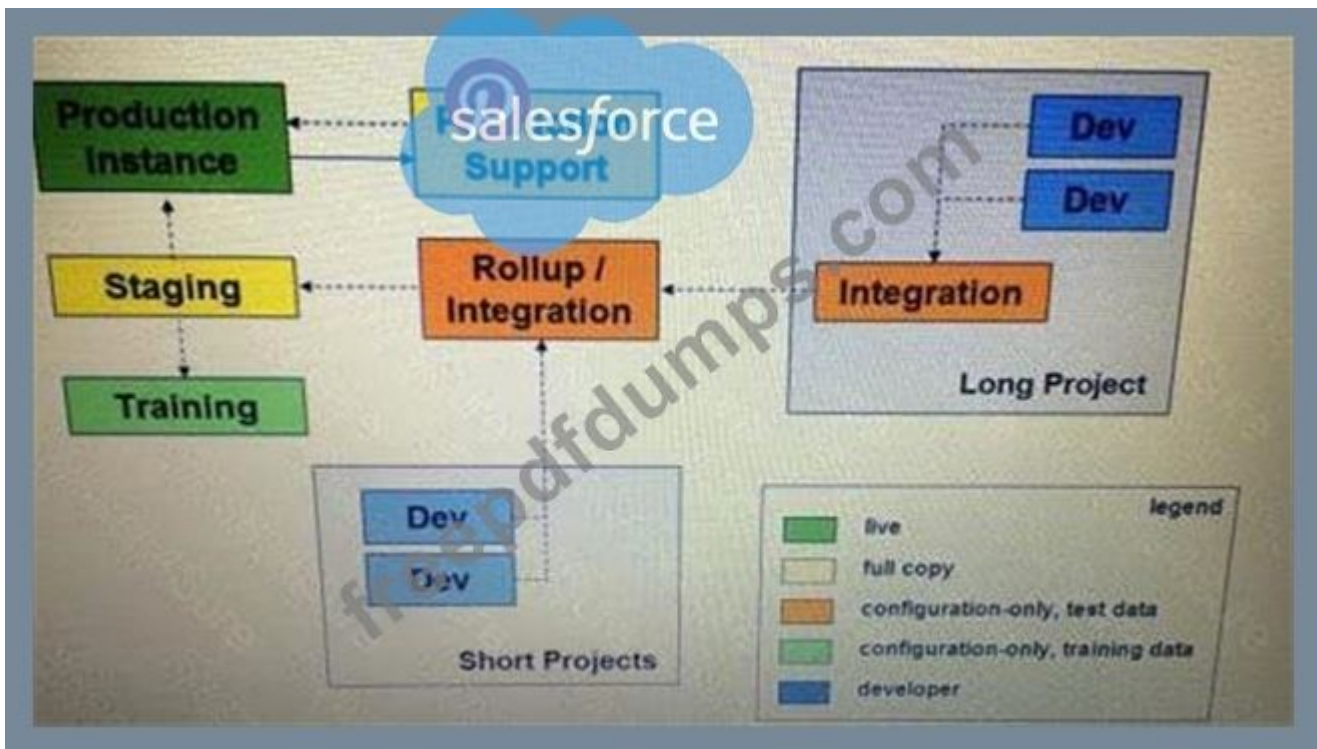 Production
Instance
salesforce
Support
Dev
Dev
Staging
Rollup /
Integration
Integration
Long Project
Training
Dev
Dev
Short Projects
legend
live
full copy
configuration-only, test data
configuration-only, training data
developer
freepdfdumps.com